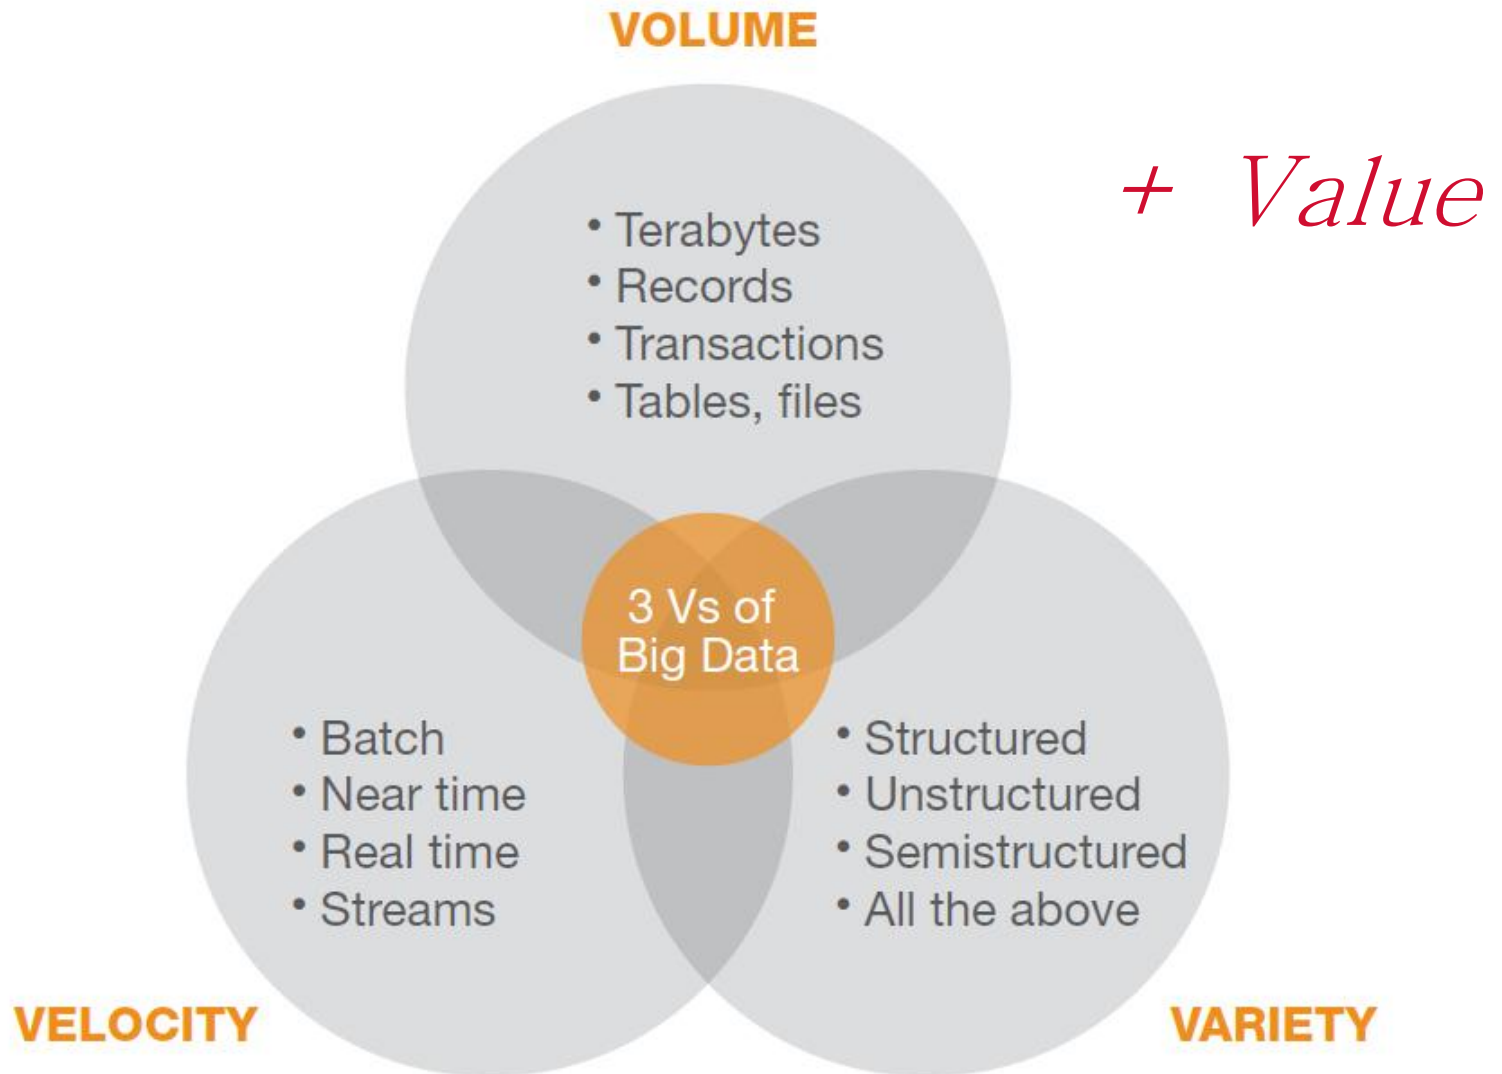 VOLUME
+ Value
• Terabytes
• Records
• Transactions
• Tables, files
3 Vs of
Big Data
• Batch
• Near time
• Real time
• Streams
• Structured
• Unstructured
• Semistructured
• All the above
VELOCITY
VARIETY